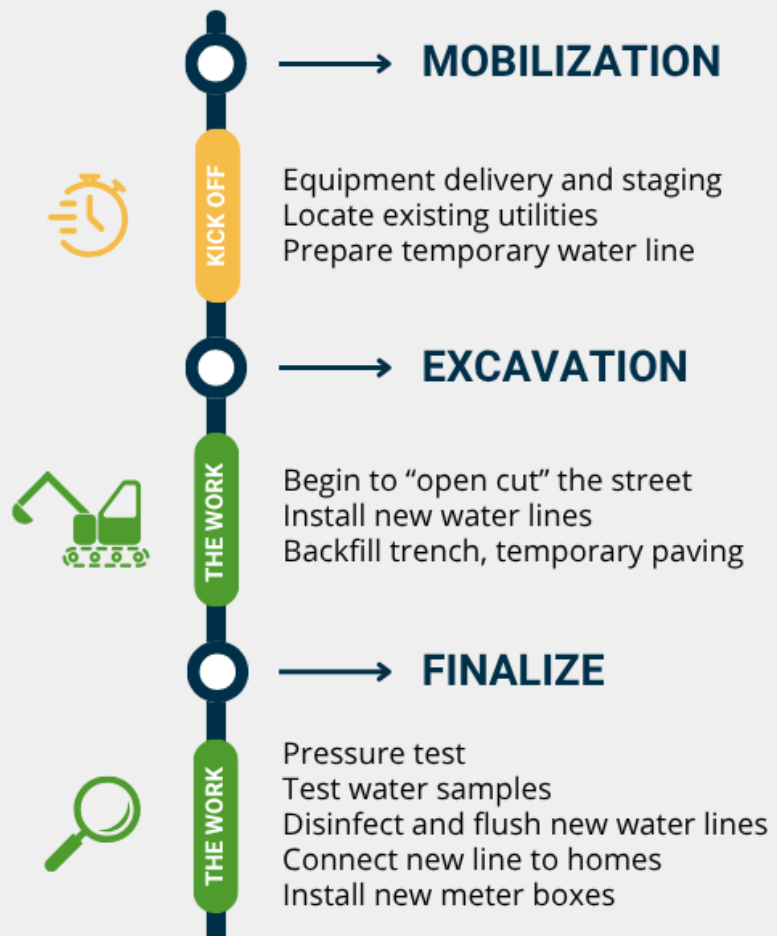 MOBILIZATION
KICK OFF
Equipment delivery and staging
Locate existing utilities
Prepare temporary water line
EXCAVATION
THE WORK
Begin to “open cut” the street
Install new water lines
Backfill trench, temporary paving
FINALIZE
THE WORK
Pressure test
Test water samples
Disinfect and flush new water lines
Connect new line to homes
Install new meter boxes